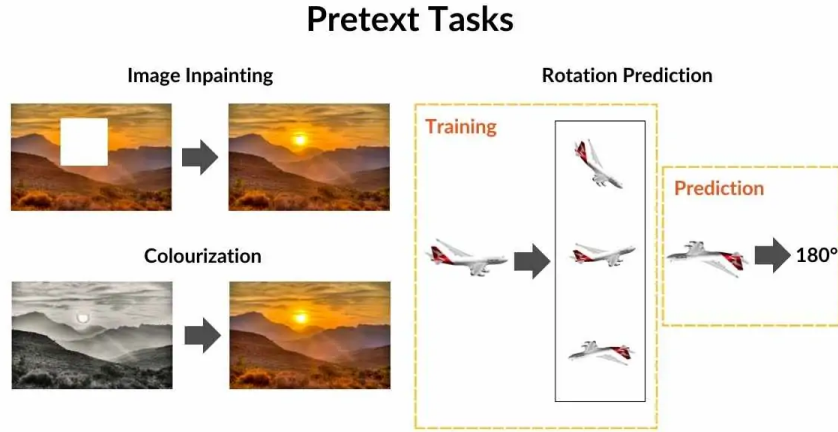 Pretext Tasks
Image Inpainting
Rotation Prediction
Training
Prediction
180°
Colourization